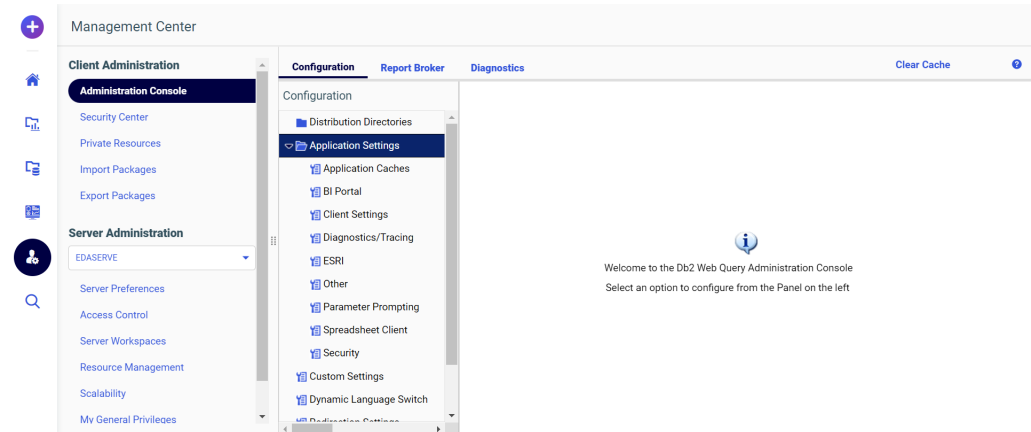 Management Center
Client Administration
Administration Console
Security Center
Private Resources
Import Packages
Export Packages
Server Administration
EDASERVE
Server Preferences
Access Control
Server Workspaces
Resource Management
Scalability
My General Privileges
Configuration
Report Broker
Diagnostics
Clear Cache
?
Configuration
Distribution Directories
Application Settings
Application Caches
BI Portal
Client Settings
Diagnostics/Tracing
ESRI
Other
Parameter Prompting
Spreadsheet Client
Security
Custom Settings
Dynamic Language Switch
Redirection Settings
Welcome to the Db2 Web Query Administration Console
Select an option to configure from the Panel on the left